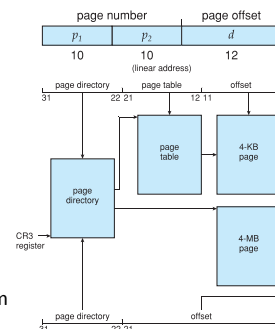 page number page offset
p1 p2 d
10 10 12
(linear address)
page directory page table offset
31 22 21 12 11
page
table
4-KB
page
page
directory
CR3
register
4-MB
page
page directory offset
31 22 21